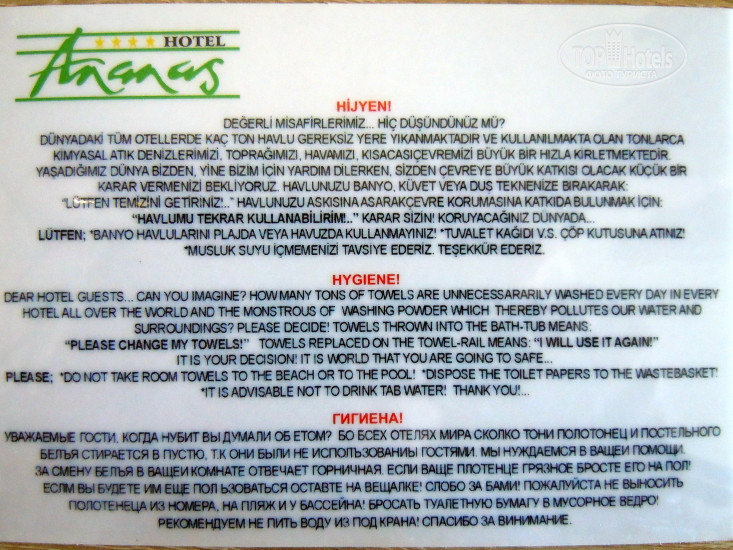 HOTEL
Ananas
TOP Hotels
ФОТО ТУРИСТА
HİJYEN!
DEĞERLİ MİSAFİRLERİMİZ... HİÇ DÜŞÜNDÜNÜZ MÜ?
DÜNYADAKİ TÜM OTELLERDE KAÇ TON HAVLU GEREKSİZ YERE YIKANMAKTADIR VE KULLANILMAKTA OLAN TONLARCA
KİMYASAL ATIK DENİZLERİMİZİ, TOPRAĞIMIZI, HAVAMIZI, KISACASIÇEVREMİZİ BÜYÜK BİR HIZLA KİRLETMEKTEDİR.
YAŞADIĞIMIZ DÜNYA BİZDEN, YİNE BİZİM İÇİN YARDIM DİLERKEN, SİZDEN ÇEVREYE BÜYÜK KATKISI OLACAK KÜÇÜK BİR
KARAR VERMENİZİ BEKLİYORUZ. HAVLUNUZU BANYO, KÜVET VEYA DUŞ TEKNENİZE BIRAKARAK:
"LÜTFEN TEMİZİNİ GETİRİNİZ!.." HAVLUNUZU ASKISINA ASARAKÇEVRE KORUMASINA KATKIDA BULUNMAK İÇİN:
"HAVLUMU TEKRAR KULLANABİLİRİM!.." KARAR SİZİN! KORUYACAĞINIZ DÜNYADA...
LÜTFEN; *BANYO HAVLULARINI PLAJDA VEYA HAVUZDA KULLANMAYINIZ! *TUVALET KAĞIDI V.S. ÇÖP KUTUSUNA ATINIZ!
*MUSLUK SUYU İÇMEMENİZİ TAVSİYE EDERİZ. TEŞEKKÜR EDERİZ.
HYGIENE!
DEAR HOTEL GUESTS... CAN YOU IMAGINE? HOW MANY TONS OF TOWELS ARE UNNECESSARARILY WASHED EVERY DAY IN EVERY
HOTEL ALL OVER THE WORLD AND THE MONSTROUS OF WASHING POWDER WHICH THEREBY POLLUTES OUR WATER AND
SURROUNDINGS? PLEASE DECIDE! TOWELS THROWN INTO THE BATH-TUB MEANS;
"PLEASE CHANGE MY TOWELS!" TOWELS REPLACED ON THE TOWEL-RAIL MEANS: "I WILL USE IT AGAIN!"
IT IS YOUR DECISION! IT IS WORLD THAT YOU ARE GOING TO SAFE...
PLEASE; *DO NOT TAKE ROOM TOWELS TO THE BEACH OR TO THE POOL! *DISPOSE THE TOILET PAPERS TO THE WASTEBASKET!
*IT IS ADVISABLE NOT TO DRINK TAB WATER! THANK YOU!...
ГИГИЕНА!
УВАЖАЕМЫЕ ГОСТИ, КОГДА НУБИТ ВЫ ДУМАЛИ ОБ ЕТОМ? БО ВСЕХ ОТЕЛЯХ МИРА СКОЛКО ТОНИ ПОЛОТОНЕЦ И ПОСТЕЛЬНОГО
БЕЛЬЯ СТИРАЕТСЯ В ПУСТЮ, Т.К ОНИ БЫЛИ НЕ ИСПОЛЬЗОВАНИЫ ГОСТЯМИ. МЫ НУЖДАЕМСЯ В ВАЩЕЙ ПОМОЩИ.
ЗА СМЕНУ БЕЛЬЯ В ВАЩЕИ КОМНАТЕ ОТВЕЧАЕТ ГОРНИЧНАЯ. ЕСЛИ ВАЩЕ ПЛОТЕНЦЕ ГРЯЗНОЕ БРОСТЕ ЕГО НА ПОЛ!
ЕСЛМ ВЫ БУДЕТЕ ИМ ЕЩЕ ПОЛ ЬЗОВАТЬСЯ ОСТАВТЕ НА ВЕЩАЛКЕ! СЛОБО ЗА БАМИ! ПОЖАЛУЙСТА НЕ ВЫНОСИТЬ
ПОЛОТЕНЕЦА ИЗ НОМЕРА, НА ПЛЯЖ И У БАССЕЙНА! БРОСАТЬ ТУАЛЕТНУЮ БУМАГУ В МУСОРНОЕ ВЕДРО!
РЕКОМЕНДУЕМ НЕ ПИТЬ ВОДУ ИЗ ПОД КРАНА! СПАСИБО ЗА ВИНИМАНИЕ.